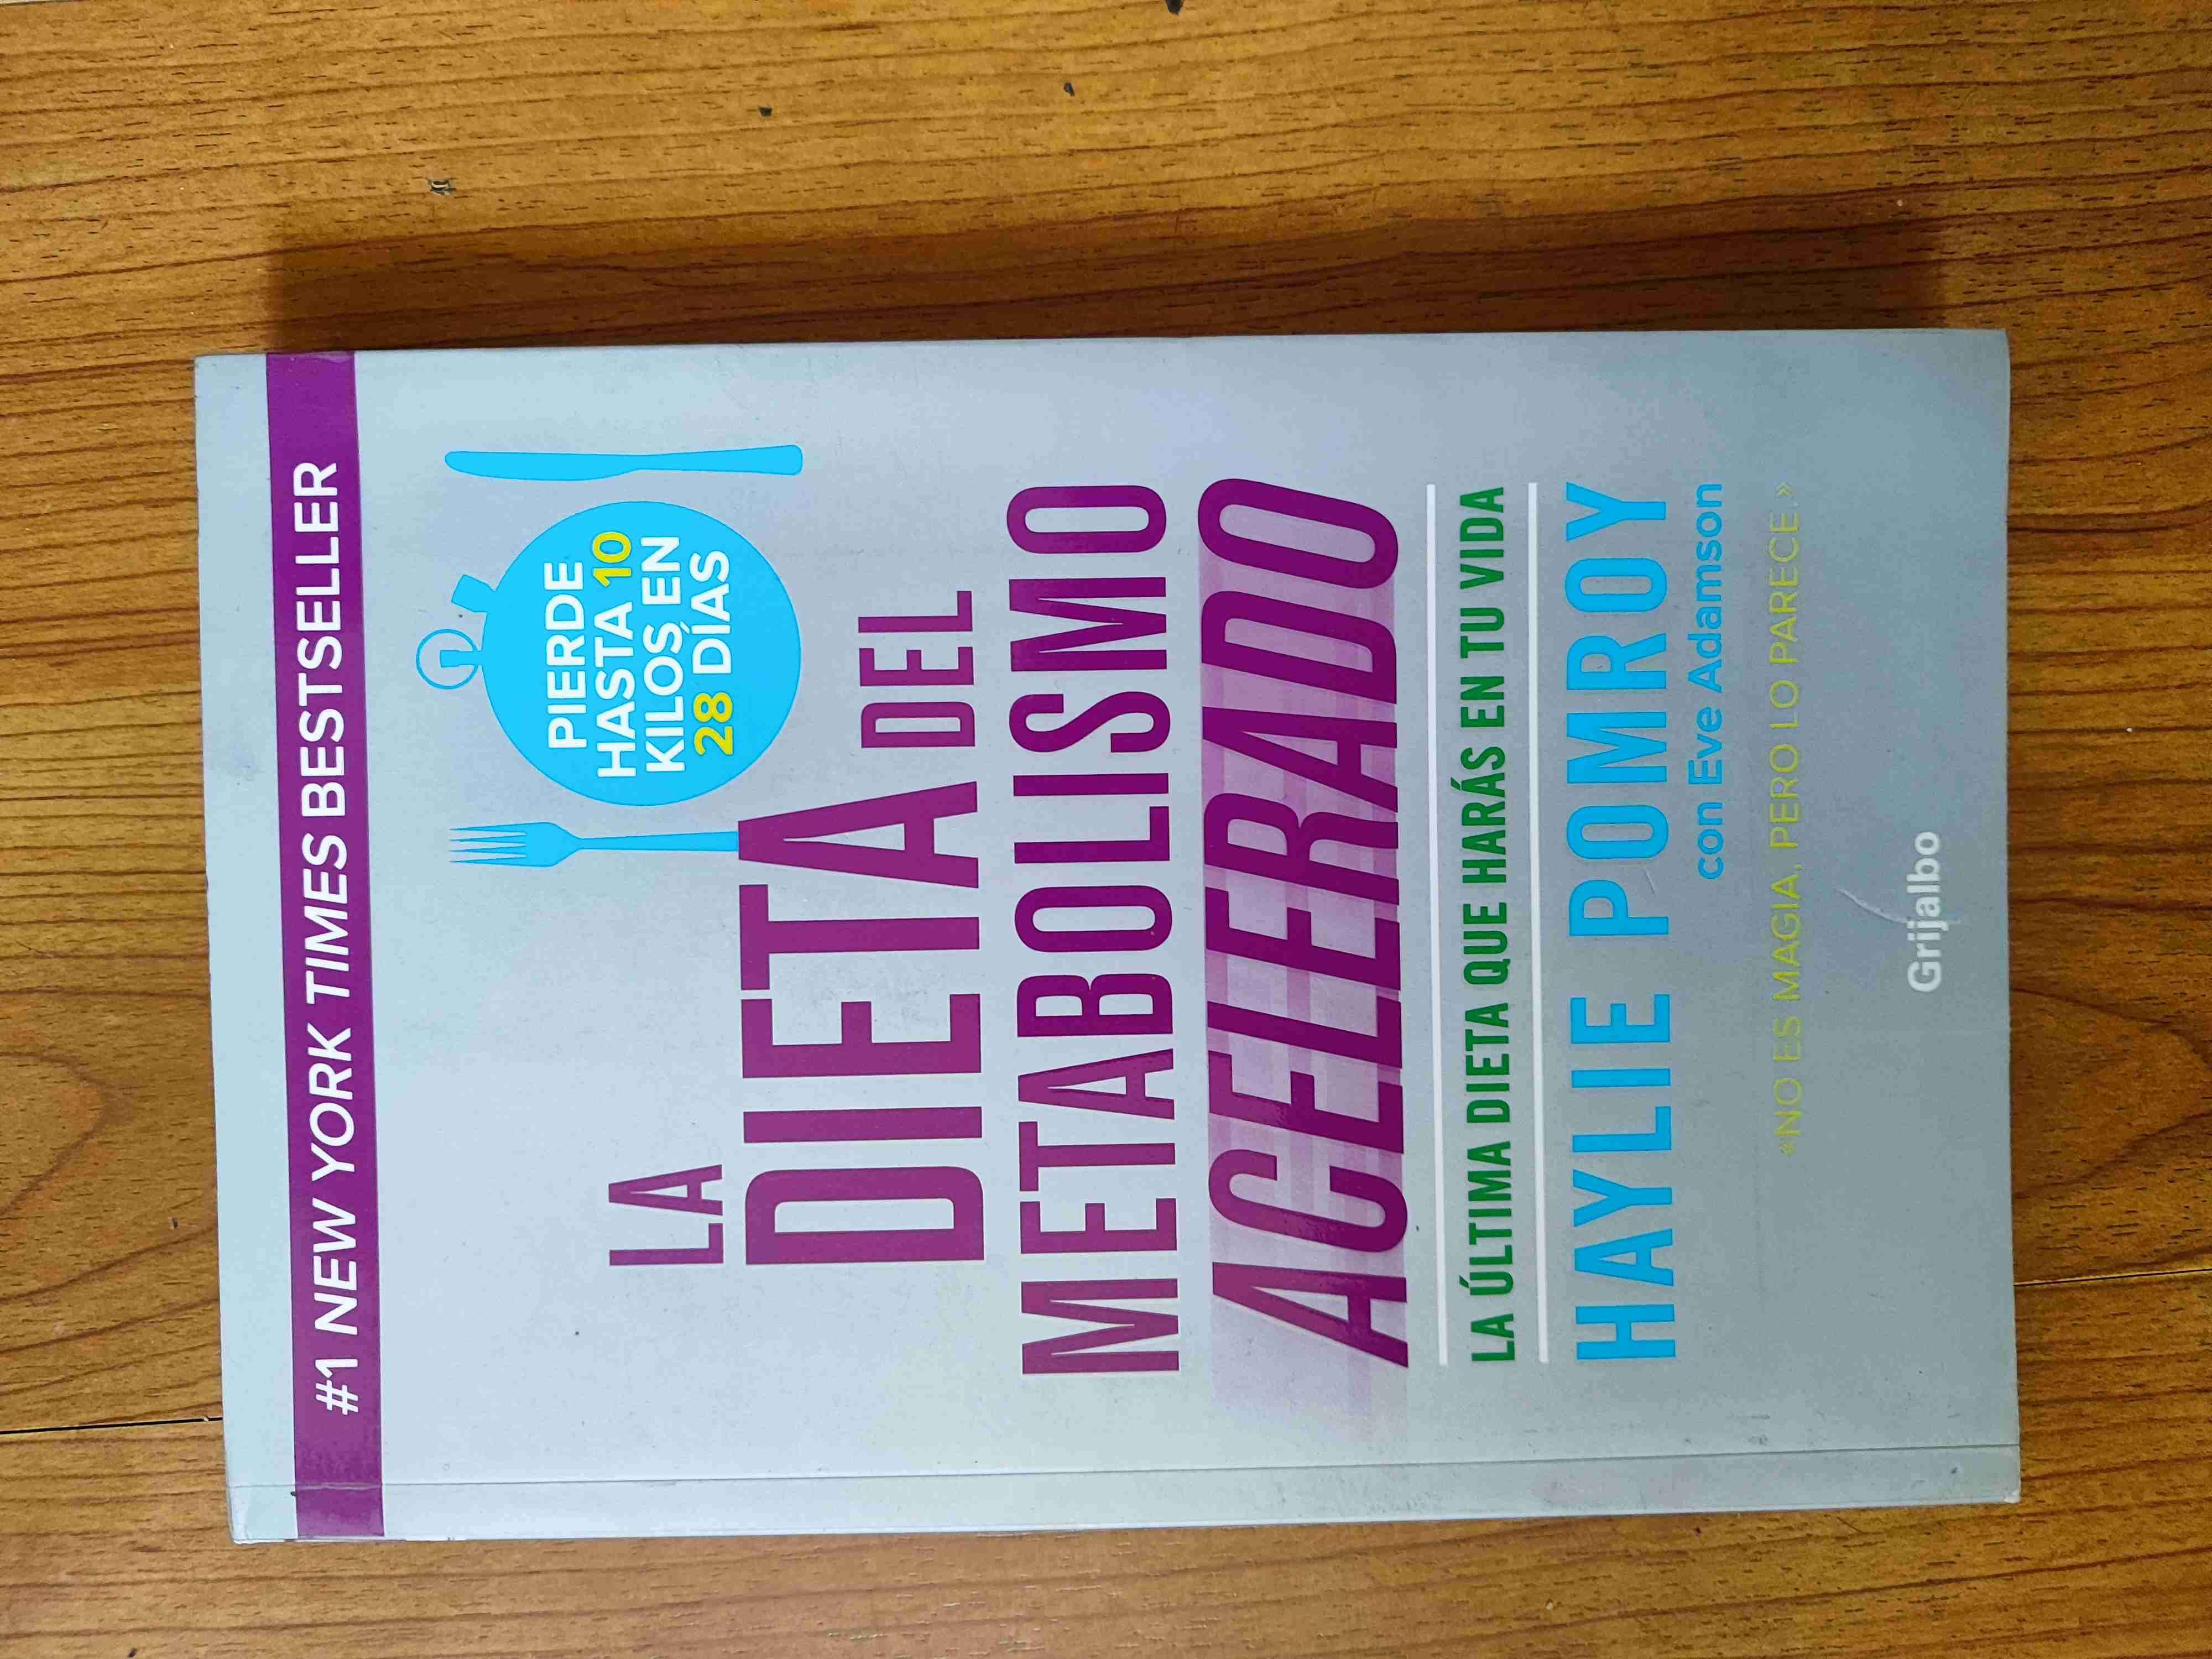 #1 NEW YORK TIMES BESTSELLER
PIERDE
HASTA 10
KILOS EN
28 DÍAS
LA
DIETA DEL
METABOLISMO
ACELERADO
LA ÚLTIMA DIETA QUE HARÁS EN TU VIDA
HAYLIE POMROY
con Eve Adamson
«NO ES MAGIA, PERO LO PARECE.»
Grijalbo